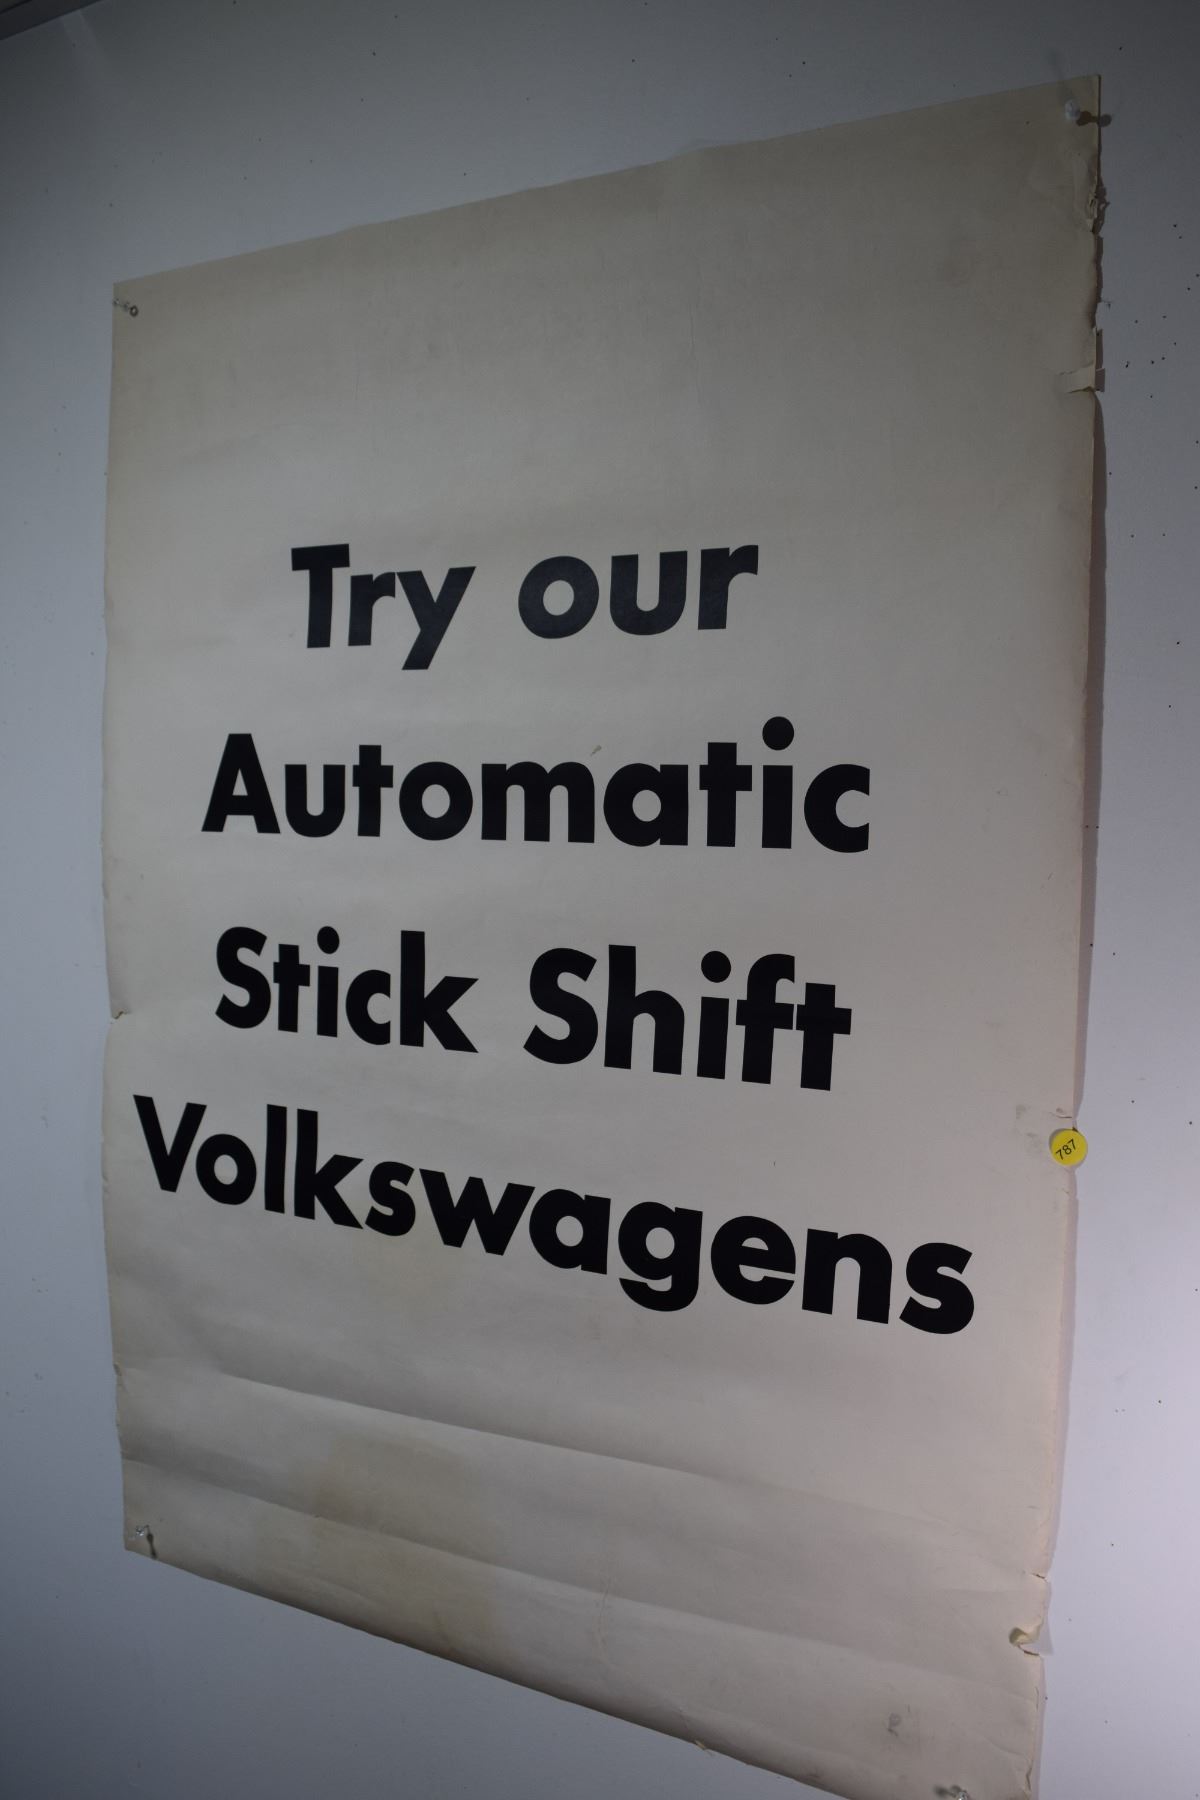 Try our
Automatic
Stick Shift
Volkswagens
787